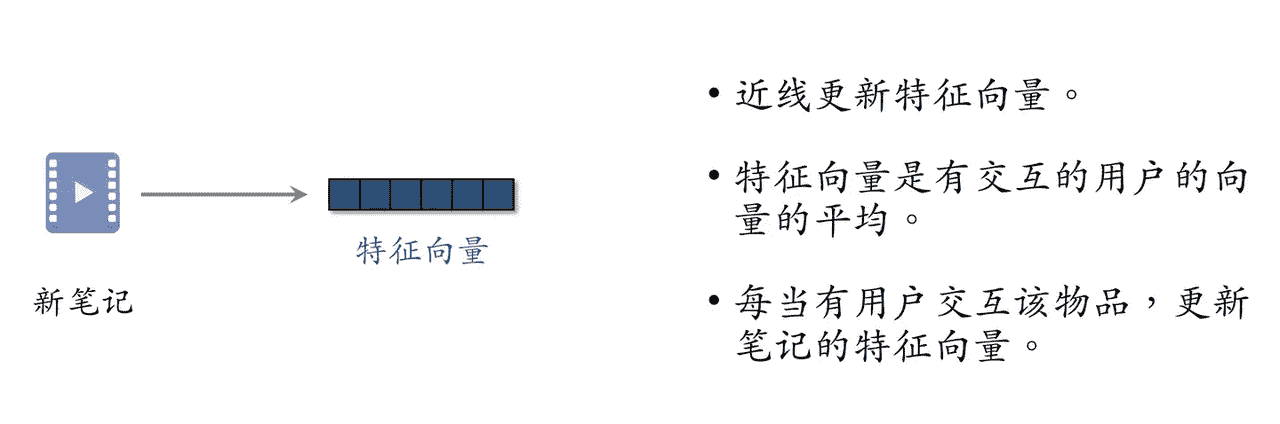 新笔记
特征向量
• 近线更新特征向量。
• 特征向量是有交互的用户的向
量的平均。
• 每当有用户交互该物品，更新
笔记的特征向量。